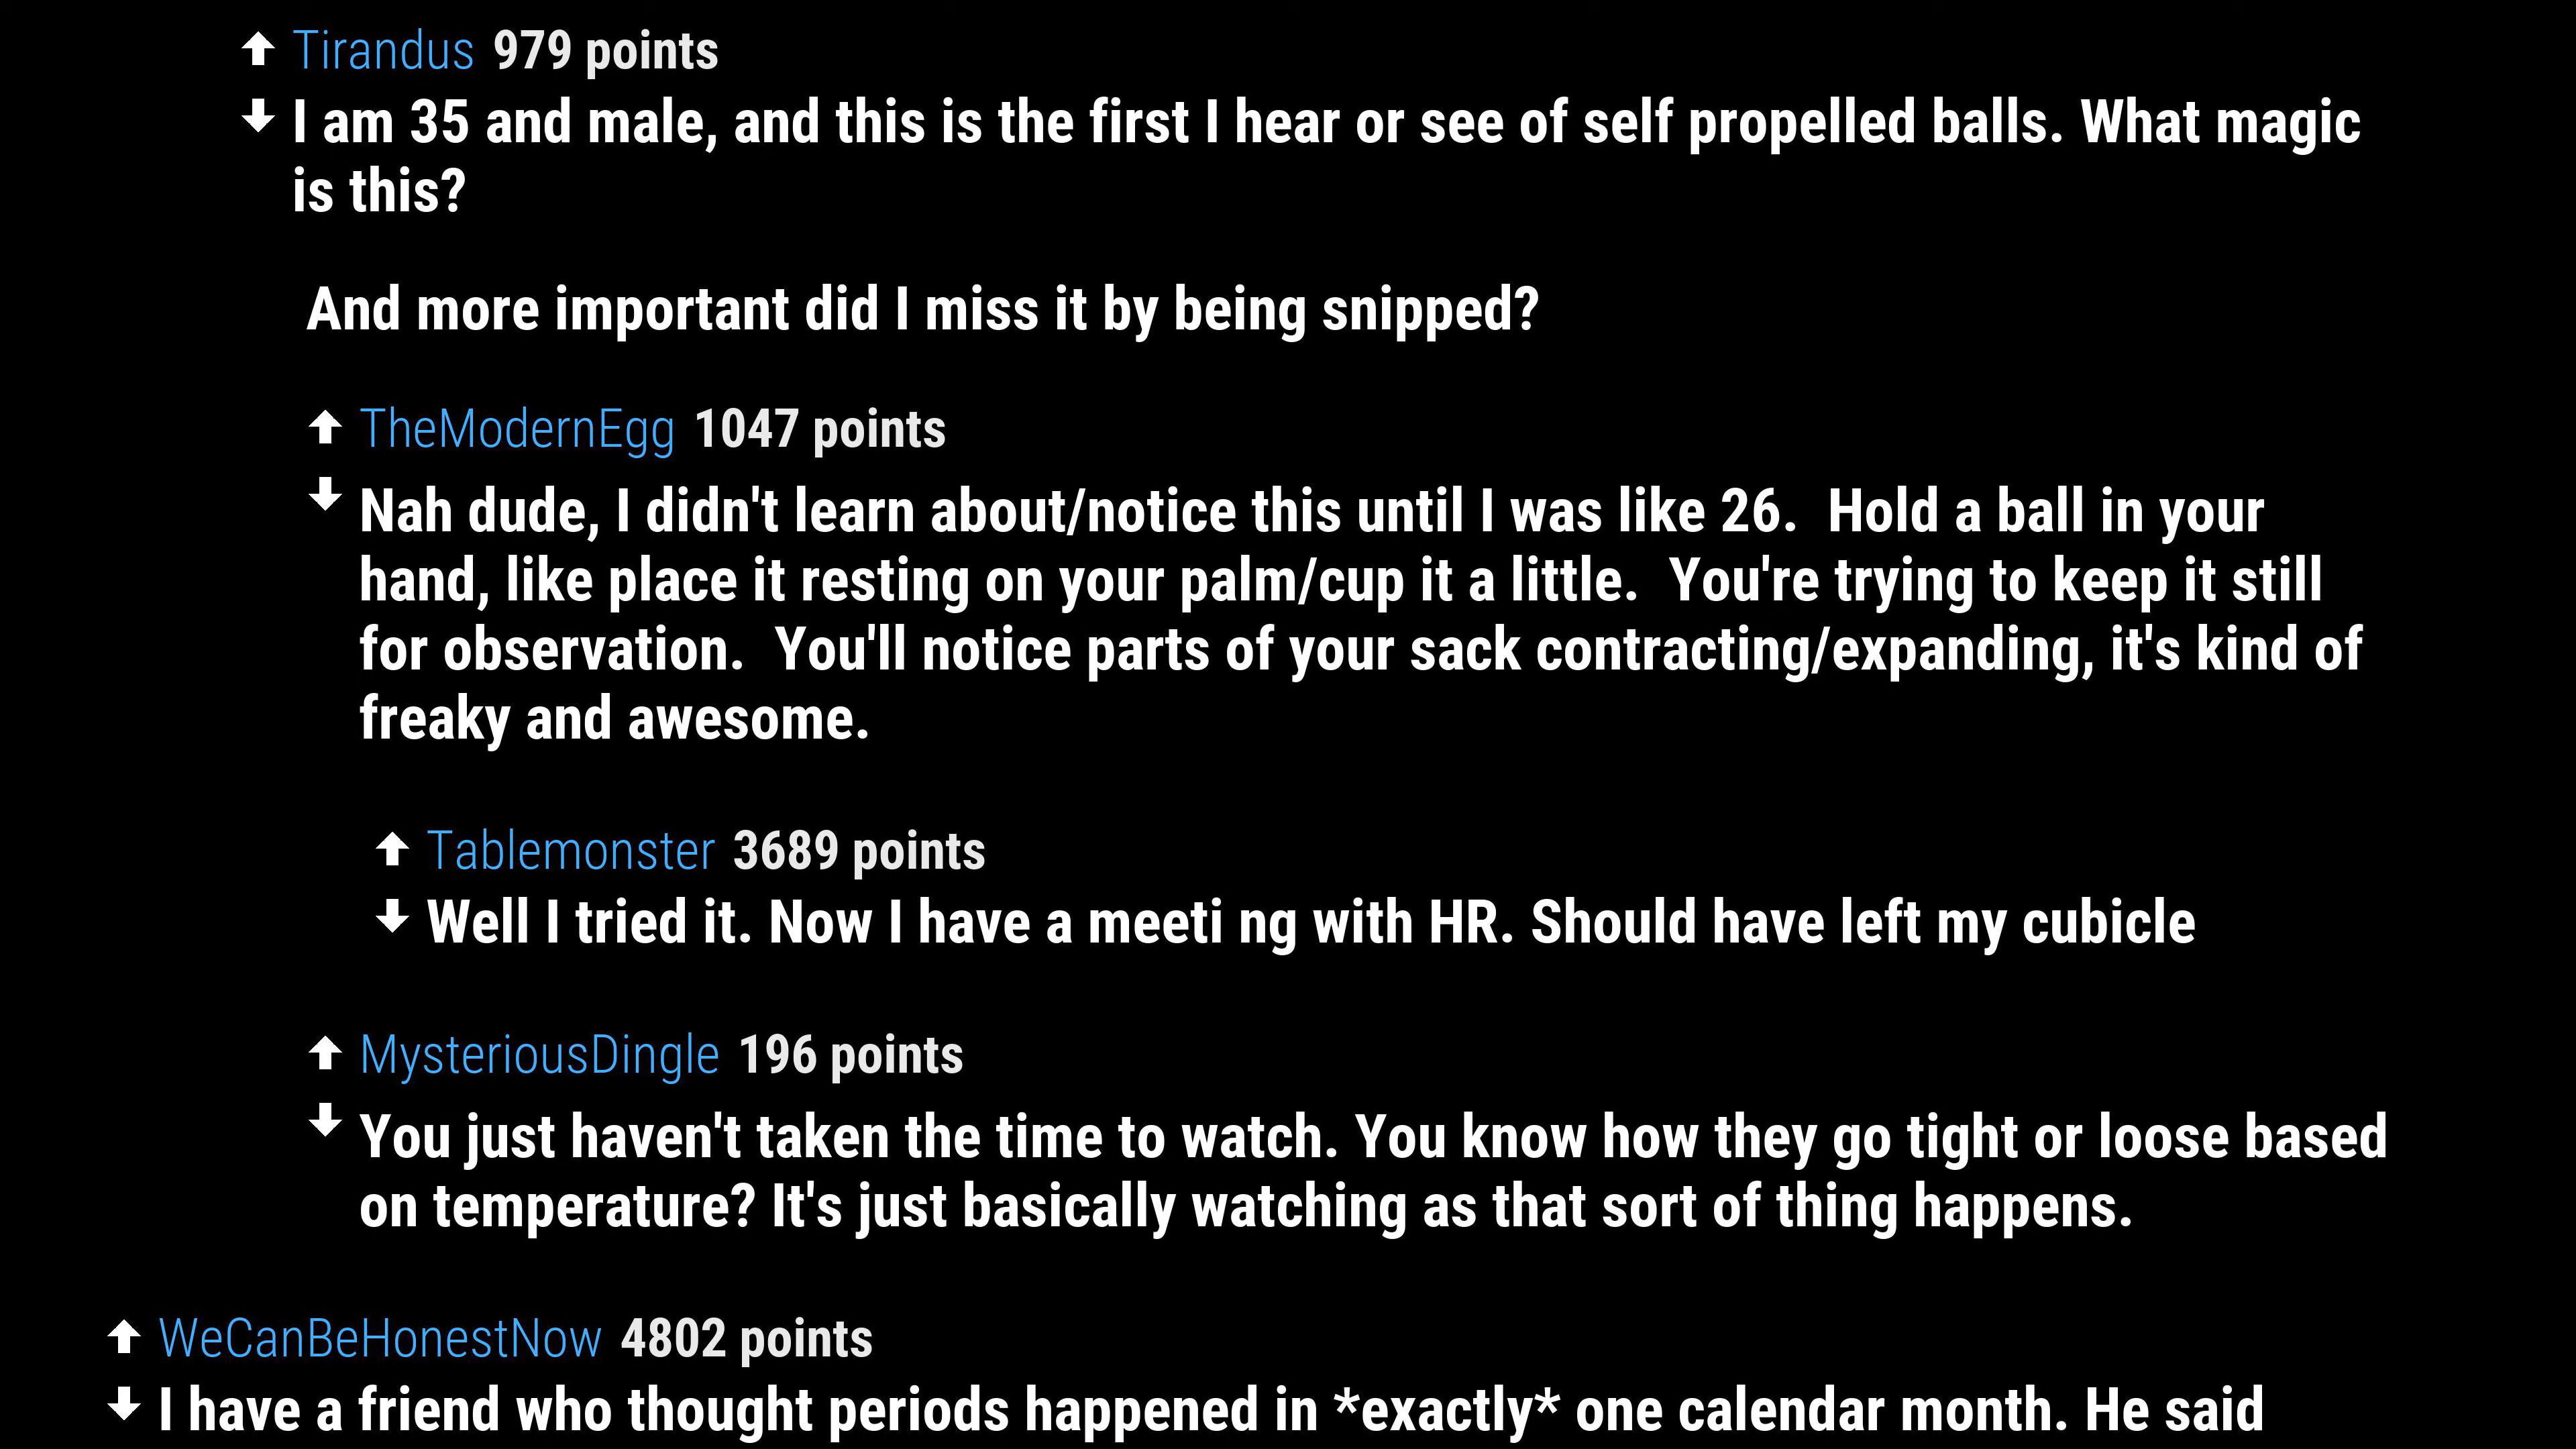 Tirandus 979 points
I am 35 and male, and this is the first I hear or see of self propelled balls. What magic
is this?
And more important did I miss it by being snipped?
TheModernEgg 1047 points
Nah dude, I didn't learn about/notice this until I was like 26.  Hold a ball in your
hand, like place it resting on your palm/cup it a little.  You're trying to keep it still
for observation.  You'll notice parts of your sack contracting/expanding, it's kind of
freaky and awesome.
Tablemonster 3689 points
Well I tried it. Now I have a meeti ng with HR. Should have left my cubicle
MysteriousDingle 196 points
You just haven't taken the time to watch. You know how they go tight or loose based
on temperature? It's just basically watching as that sort of thing happens.
WeCanBeHonestNow 4802 points
I have a friend who thought periods happened in *exactly* one calendar month. He said